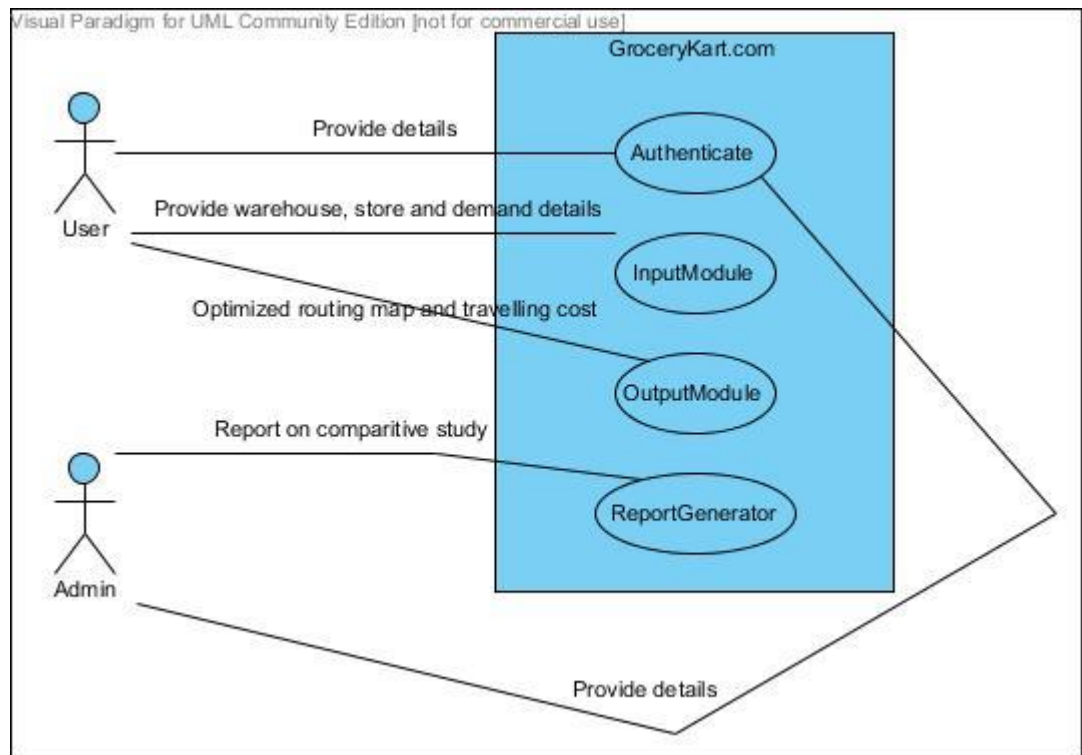 Visual Paradigm for UML Community Edition [not for commercial use]
GroceryKart.com
Provide details
Authenticate
User
Provide warehouse, store and demand details
InputModule
Optimized routing map and travelling cost
OutputModule
Report on comparitive study
ReportGenerator
Admin
Provide details